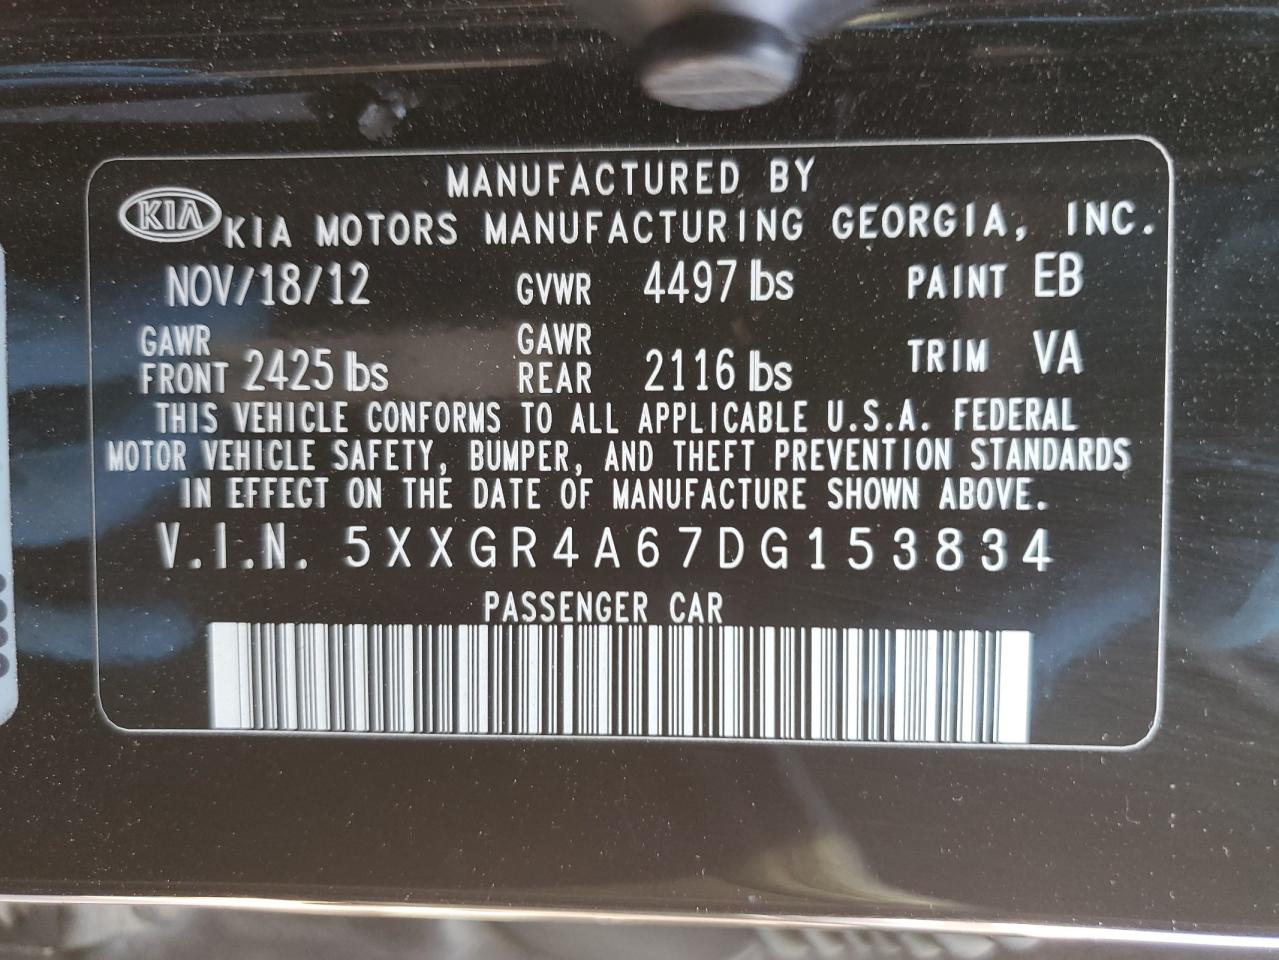 MANUFACTURED BY
KIA KIA MOTORS MANUFACTURING GEORGIA, INC.
NOV/18/12 GVWR 4497 lbs PAINT EB
GAWR FRONT 2425 lbs GAWR REAR 2116 lbs TRIM VA
THIS VEHICLE CONFORMS TO ALL APPLICABLE U.S.A. FEDERAL
MOTOR VEHICLE SAFETY, BUMPER, AND THEFT PREVENTION STANDARDS
IN EFFECT ON THE DATE OF MANUFACTURE SHOWN ABOVE.
V.I.N. 5XXGR4A67DG153834
PASSENGER CAR